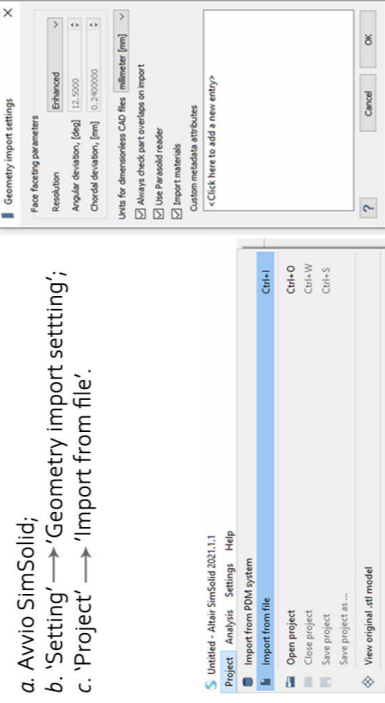 a. Avvio SimSolid;
b. 'Setting' → 'Geometry import settting';
c. 'Project' → 'Import from file'.
Untitled - Altair SimSolid 2021.1.1
Project Analysis Settings Help
Import from PDM system
Import from file Ctrl+I
Open project Ctrl+O
Close project Ctrl+W
Save project Ctrl+S
Save project as ...
View original .stl model
Geometry import settings
Face faceting parameters
Resolution Enhanced
Angular deviation, [deg] 12.5000
Chordal deviation, [mm] 0.2400000
Units for dimensionless CAD files millimeter [mm]
Always check part overlaps on import
Use Parasolid reader
Import materials
Custom metadata attributes
<Click here to add a new entry>
? Cancel OK